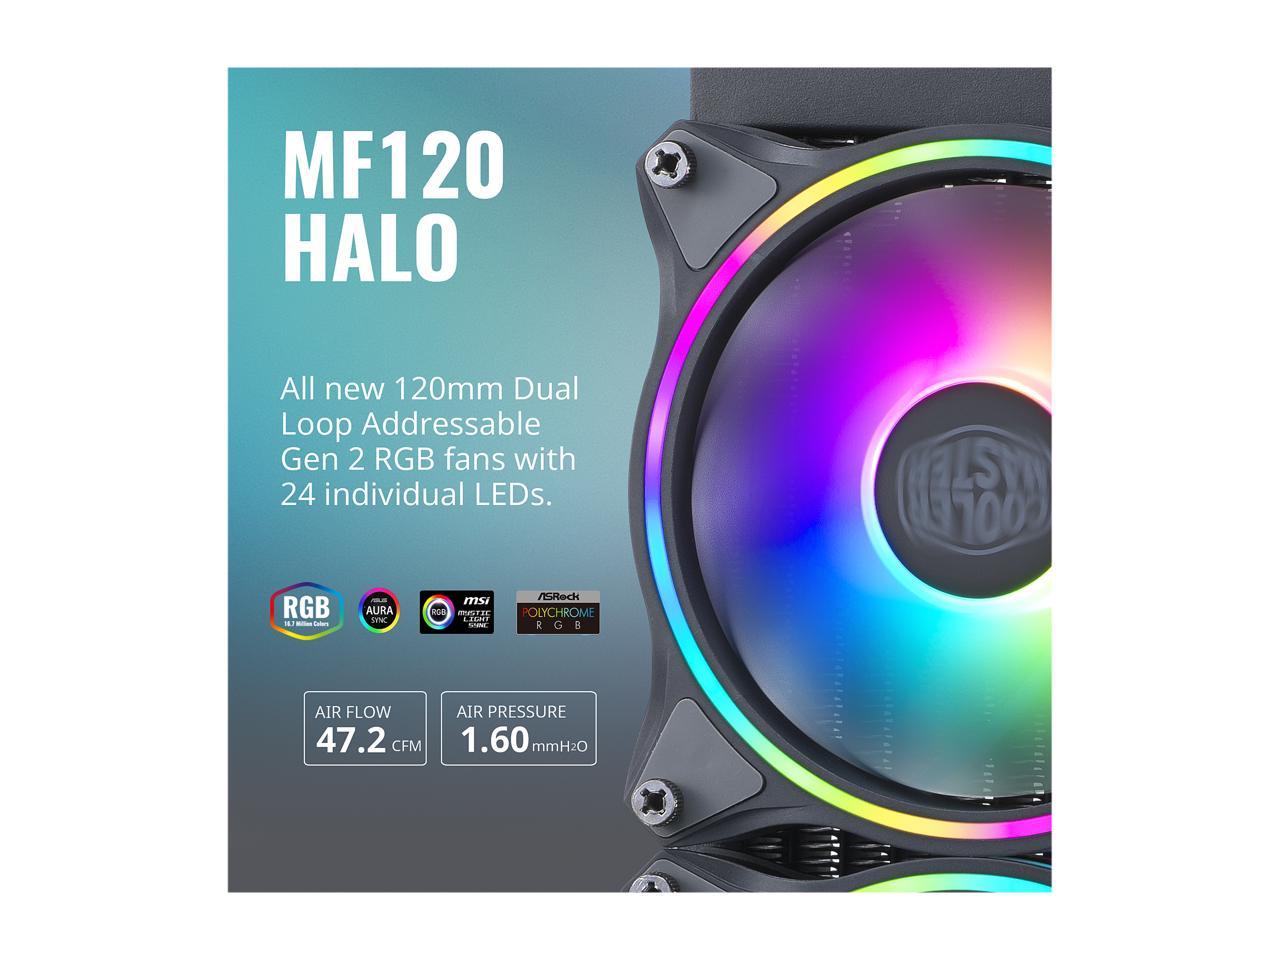 MF120
HALO
All new 120mm Dual
Loop Addressable
Gen 2 RGB fans with
24 individual LEDs.
RGB
16.7 Million Colors
ASUS
AURA
SYNC
RGB
msi
MYSTIC
LIGHT
SYNC
ASRock
POLYCHROME
R G B
AIR FLOW
47.2 CFM
AIR PRESSURE
1.60 mmH2O
COOLER
MASTER